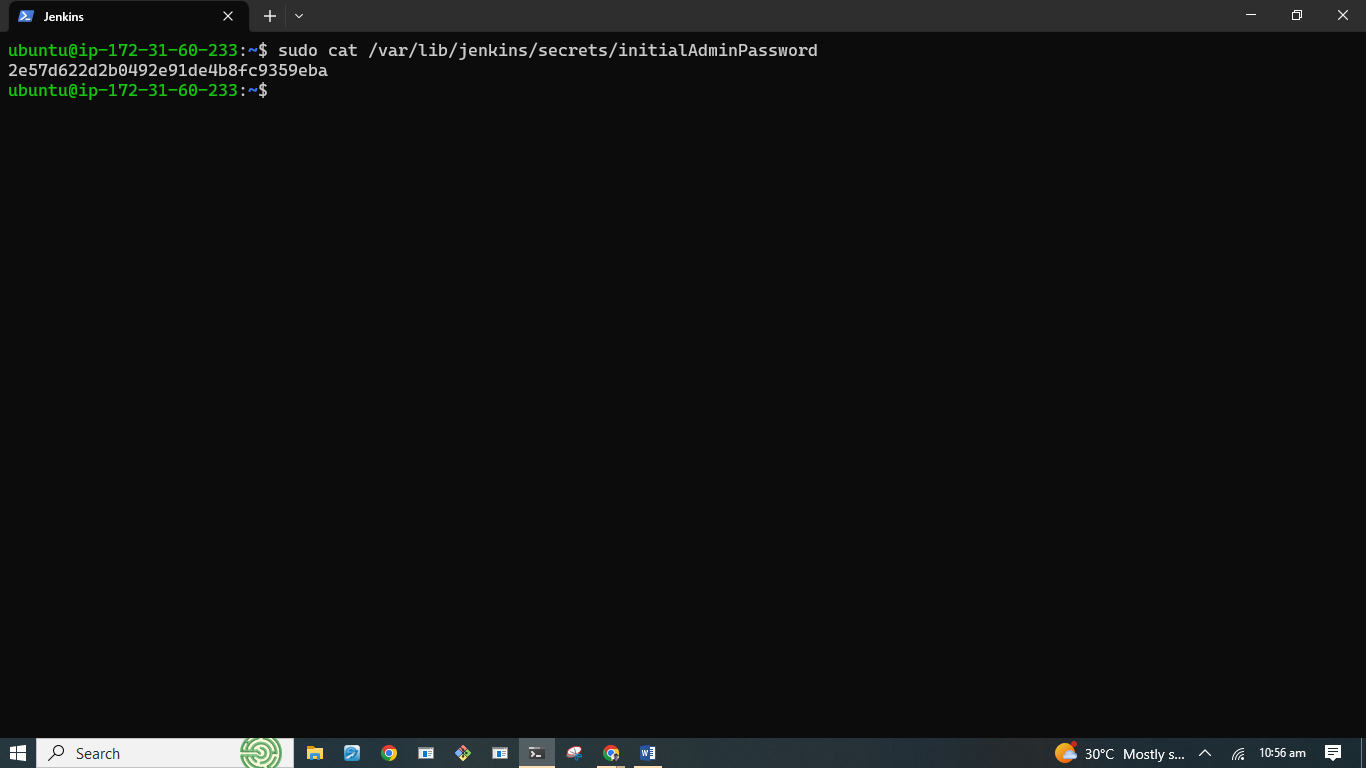 Jenkins
ubuntu@ip-172-31-60-233:~$ sudo cat /var/lib/jenkins/secrets/initialAdminPassword
2e57d622d2b0492e91de4b8fc9359eba
ubuntu@ip-172-31-60-233:~$
Search
30°C Mostly s...
10:56 am